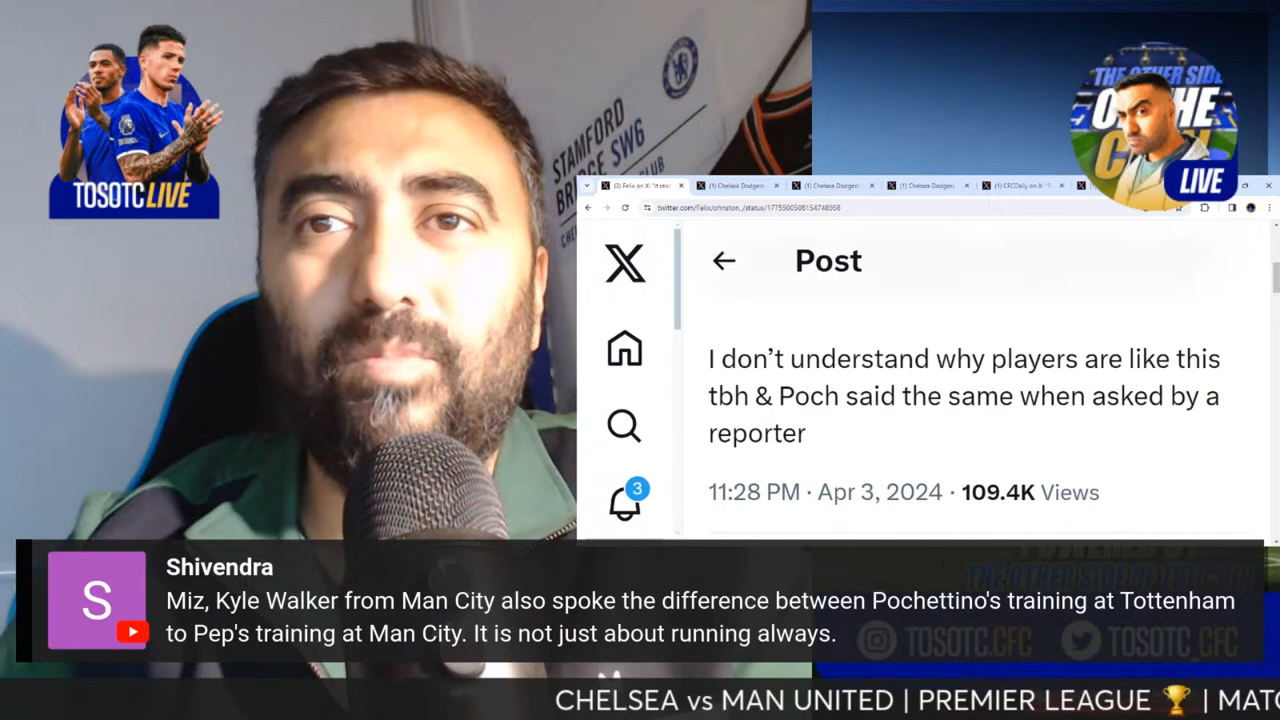 TOSOTC LIVE
STAMFORD
BRIDGE SW6
THE OTHER SIDE
OF THE
LIVE
twitter.com/FelixJohnston_/status/1775500508154748958
Post
I don’t understand why players are like this
tbh & Poch said the same when asked by a
reporter
11:28 PM · Apr 3, 2024 · 109.4K Views
3
S
Shivendra
Miz, Kyle Walker from Man City also spoke the difference between Pochettino's training at Tottenham
to Pep's training at Man City. It is not just about running always.
TOSOTC.CFC
TOSOTC_CFC
CHELSEA vs MAN UNITED | PREMIER LEAGUE 🏆 |